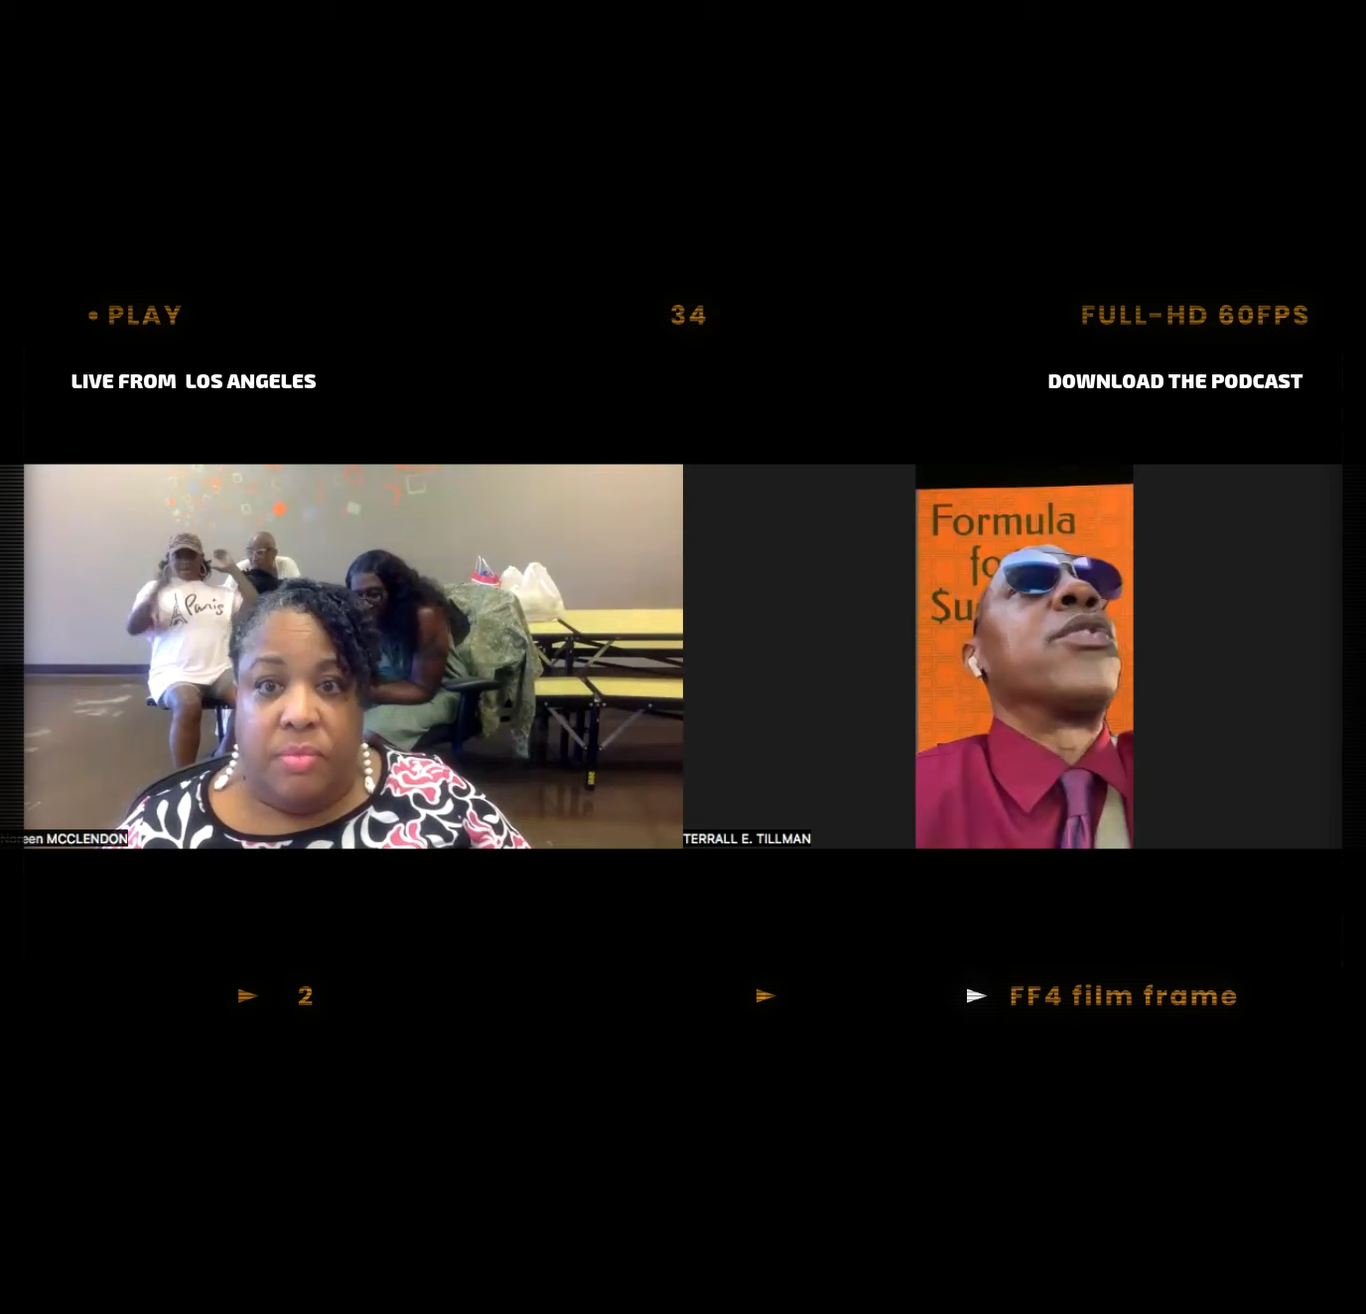 • PLAY
34
FULL-HD 60FPS
LIVE FROM LOS ANGELES
DOWNLOAD THE PODCAST
Paris
Formula
fo
$u
Noreen MCCLENDON
TERRALL E. TILLMAN
2
FF4 film frame